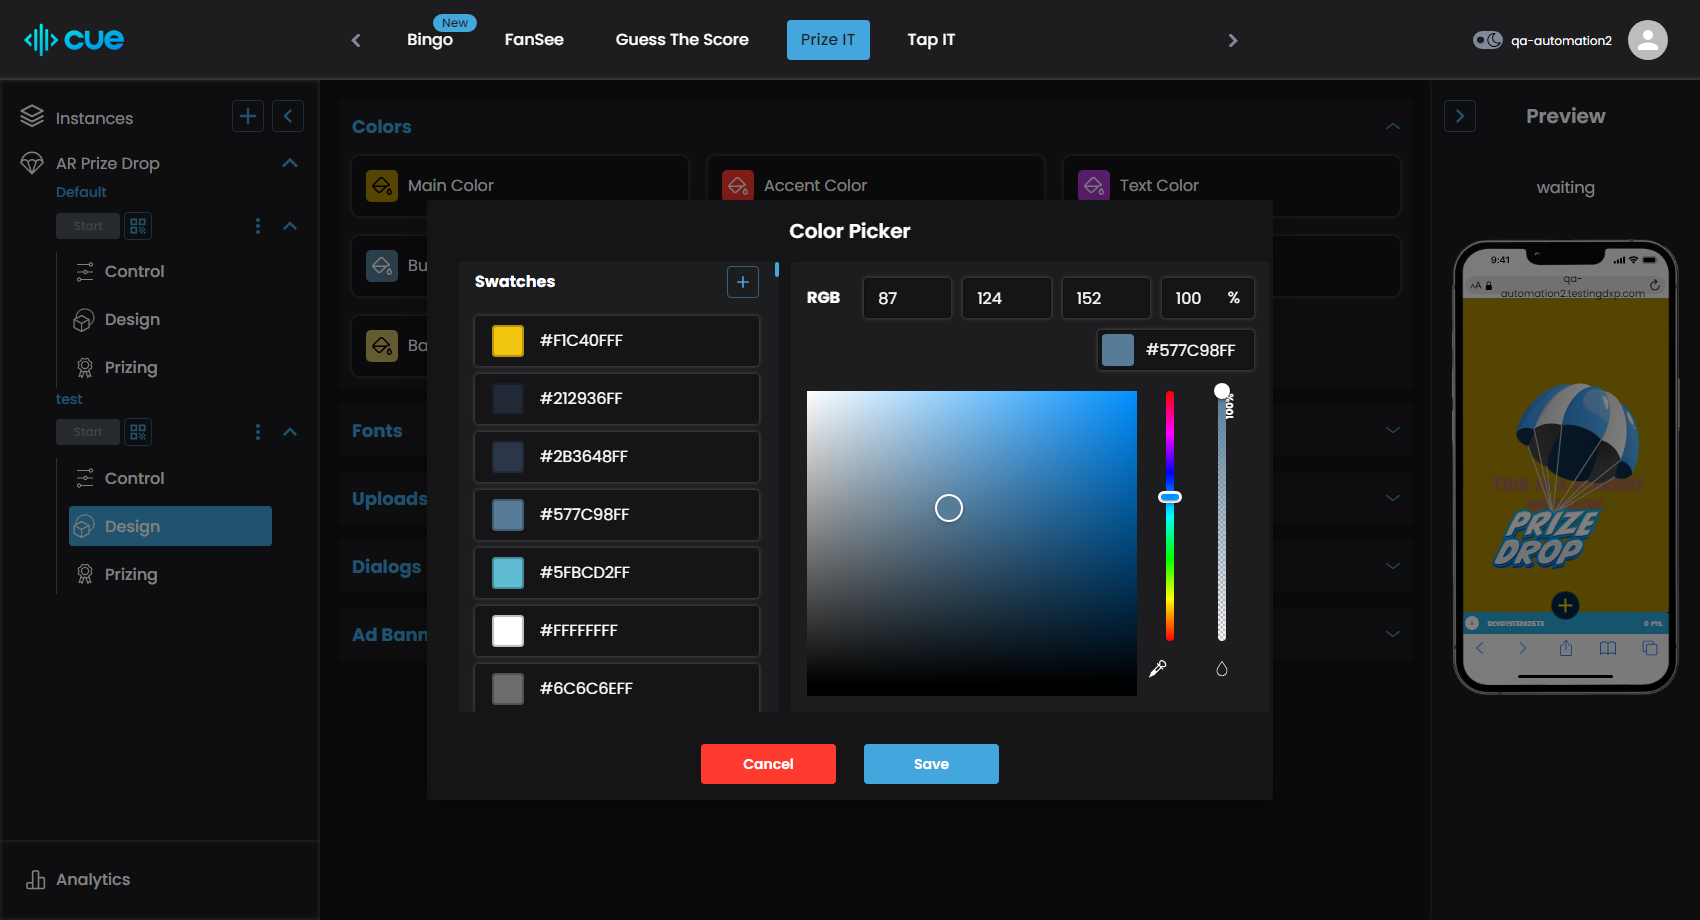 cue
New
Bingo
FanSee
Guess The Score
Prize IT
Tap IT
qa-automation2
Instances
AR Prize Drop
Default
Start
Control
Design
Prizing
test
Start
Control
Design
Prizing
Analytics
Colors
Main Color
Accent Color
Text Color
Bu
Ba
Fonts
Uploads
Dialogs
Ad Bann
Color Picker
Swatches
#F1C40FFF
#212936FF
#2B3648FF
#577C98FF
#5FBCD2FF
#FFFFFFFF
#6C6C6EFF
RGB
87
124
152
100 %
#577C98FF
100%
Cancel
Save
Preview
waiting
9:41
AA
qa-
automation2.testingdxp.com
PRIZE
DROP
0 PTS.